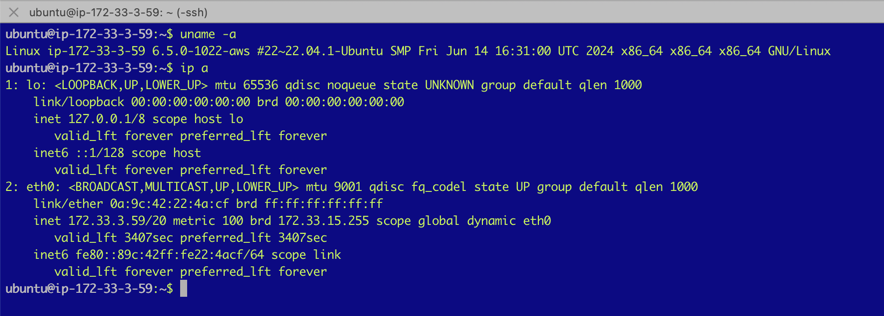 ubuntu@ip-172-33-3-59: ~ (-ssh)
ubuntu@ip-172-33-3-59:~$ uname -a
Linux ip-172-33-3-59 6.5.0-1022-aws #22~22.04.1-Ubuntu SMP Fri Jun 14 16:31:00 UTC 2024 x86_64 x86_64 x86_64 GNU/Linux
ubuntu@ip-172-33-3-59:~$ ip a
1: lo: <LOOPBACK,UP,LOWER_UP> mtu 65536 qdisc noqueue state UNKNOWN group default qlen 1000
    link/loopback 00:00:00:00:00:00 brd 00:00:00:00:00:00
    inet 127.0.0.1/8 scope host lo
       valid_lft forever preferred_lft forever
    inet6 ::1/128 scope host
       valid_lft forever preferred_lft forever
2: eth0: <BROADCAST,MULTICAST,UP,LOWER_UP> mtu 9001 qdisc fq_codel state UP group default qlen 1000
    link/ether 0a:9c:42:22:4a:cf brd ff:ff:ff:ff:ff:ff
    inet 172.33.3.59/20 metric 100 brd 172.33.15.255 scope global dynamic eth0
       valid_lft 3407sec preferred_lft 3407sec
    inet6 fe80::89c:42ff:fe22:4acf/64 scope link
       valid_lft forever preferred_lft forever
ubuntu@ip-172-33-3-59:~$